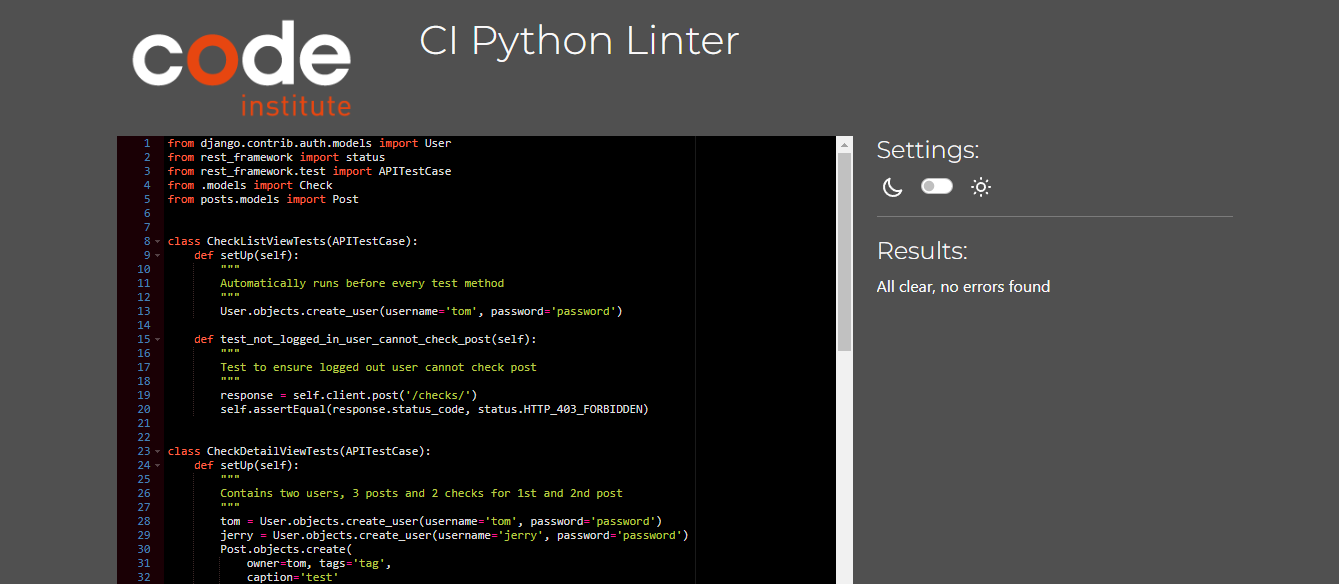 code
institute
CI Python Linter
1 from django.contrib.auth.models import User
2 from rest_framework import status
3 from rest_framework.test import APITestCase
4 from .models import Check
5 from posts.models import Post
6
7
8 class CheckListViewTests(APITestCase):
9     def setUp(self):
10         """
11         Automatically runs before every test method
12         """
13         User.objects.create_user(username='tom', password='password')
14
15     def test_not_logged_in_user_cannot_check_post(self):
16         """
17         Test to ensure logged out user cannot check post
18         """
19         response = self.client.post('/checks/')
20         self.assertEqual(response.status_code, status.HTTP_403_FORBIDDEN)
21
22
23 class CheckDetailViewTests(APITestCase):
24     def setUp(self):
25         """
26         Contains two users, 3 posts and 2 checks for 1st and 2nd post
27         """
28         tom = User.objects.create_user(username='tom', password='password')
29         jerry = User.objects.create_user(username='jerry', password='password')
30         Post.objects.create(
31             owner=tom, tags='tag',
32             caption='test'
Settings:
Results:
All clear, no errors found